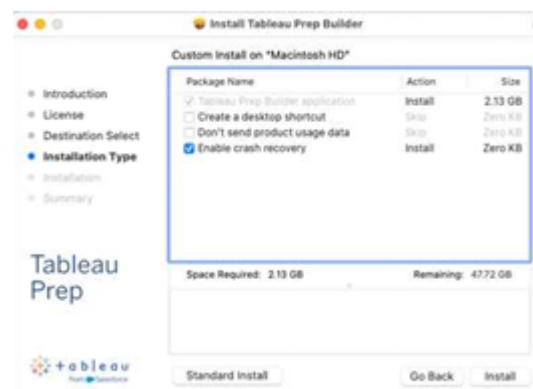 Install Tableau Prep Builder
Custom Install on "Macintosh HD"
Introduction
License
Destination Select
Installation Type
Installation
Summary
Package Name Action Size
Tableau Prep Builder application Install 2.13 GB
Create a desktop shortcut Skip Zero KB
Don't send product usage data Skip Zero KB
Enable crash recovery Install Zero KB
Space Required: 2.13 GB Remaining: 47.72 GB
Tableau
Prep
+ableau
from Salesforce
Standard Install Go Back Install